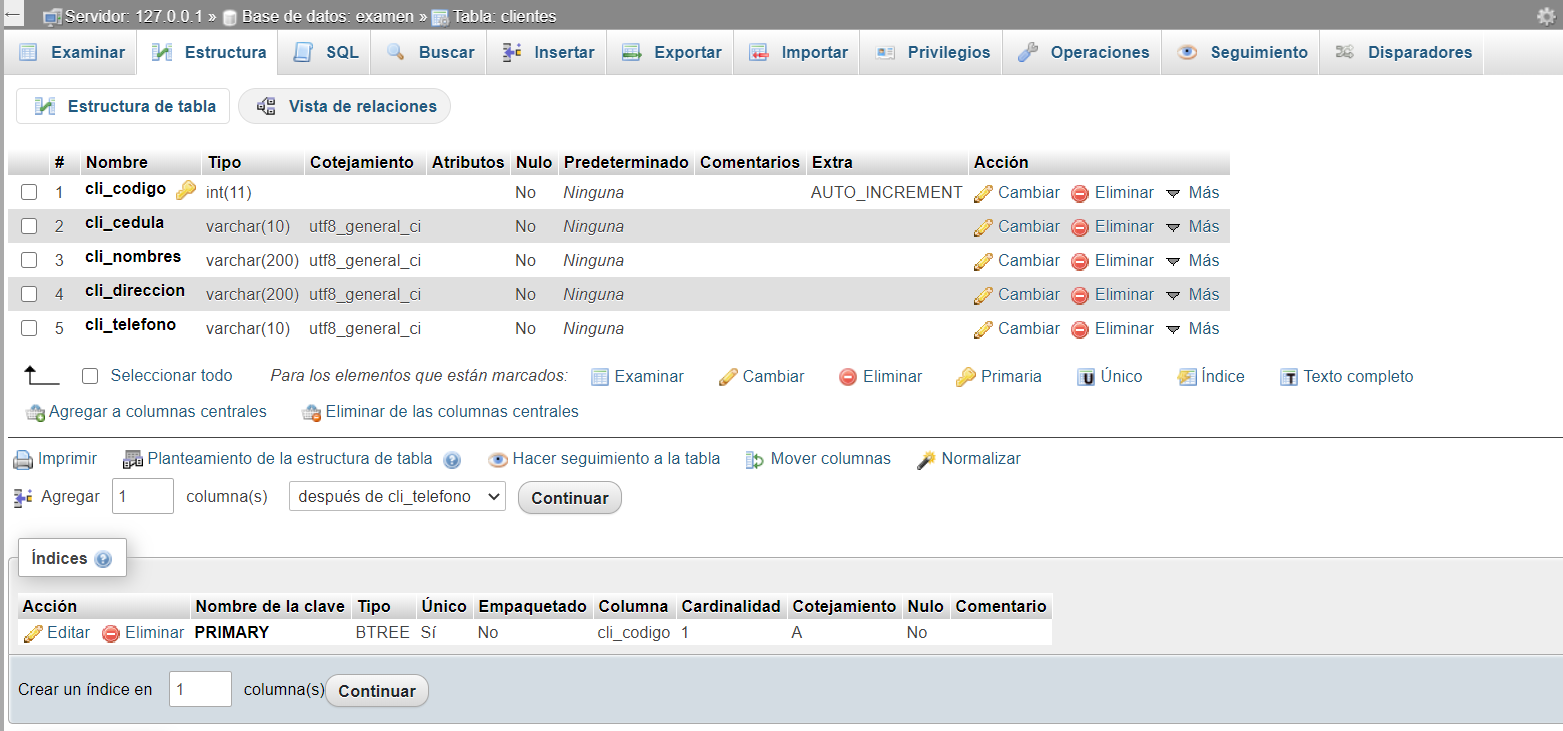 Servidor: 127.0.0.1 » Base de datos: examen » Tabla: clientes
Examinar Estructura SQL Buscar Insertar Exportar Importar Privilegios Operaciones Seguimiento Disparadores
Estructura de tabla Vista de relaciones
# Nombre Tipo Cotejamiento Atributos Nulo Predeterminado Comentarios Extra Acción
1 cli_codigo int(11) No Ninguna AUTO_INCREMENT Cambiar Eliminar Más
2 cli_cedula varchar(10) utf8_general_ci No Ninguna Cambiar Eliminar Más
3 cli_nombres varchar(200) utf8_general_ci No Ninguna Cambiar Eliminar Más
4 cli_direccion varchar(200) utf8_general_ci No Ninguna Cambiar Eliminar Más
5 cli_telefono varchar(10) utf8_general_ci No Ninguna Cambiar Eliminar Más
Seleccionar todo Para los elementos que están marcados: Examinar Cambiar Eliminar Primaria Único Índice Texto completo
Agregar a columnas centrales Eliminar de las columnas centrales
Imprimir Planteamiento de la estructura de tabla Hacer seguimiento a la tabla Mover columnas Normalizar
Agregar 1 columna(s) después de cli_telefono Continuar
Índices
Acción Nombre de la clave Tipo Único Empaquetado Columna Cardinalidad Cotejamiento Nulo Comentario
Editar Eliminar PRIMARY BTREE Sí No cli_codigo 1 A No
Crear un índice en 1 columna(s) Continuar